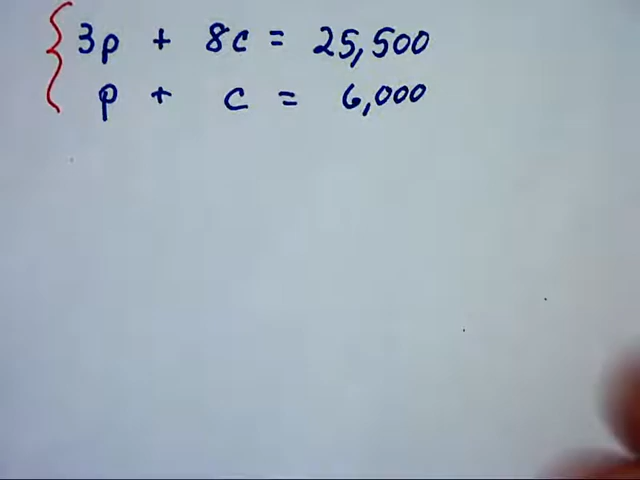 3p + 8c = 25,500
p + c = 6,000